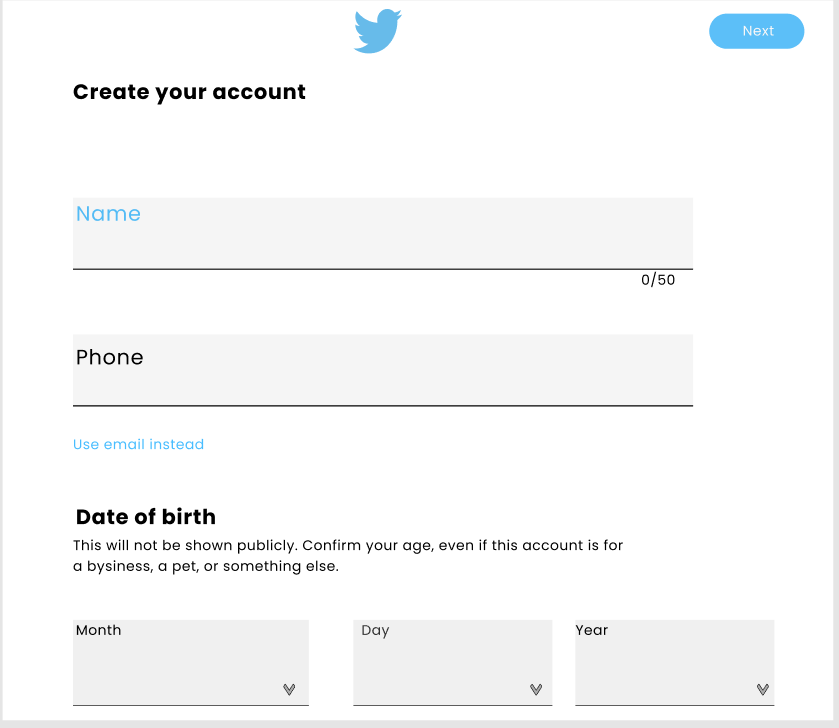 Next
Create your account
Name
0/50
Phone
Use email instead
Date of birth
This will not be shown publicly. Confirm your age, even if this account is for
a bysiness, a pet, or something else.
Month
Day
Year